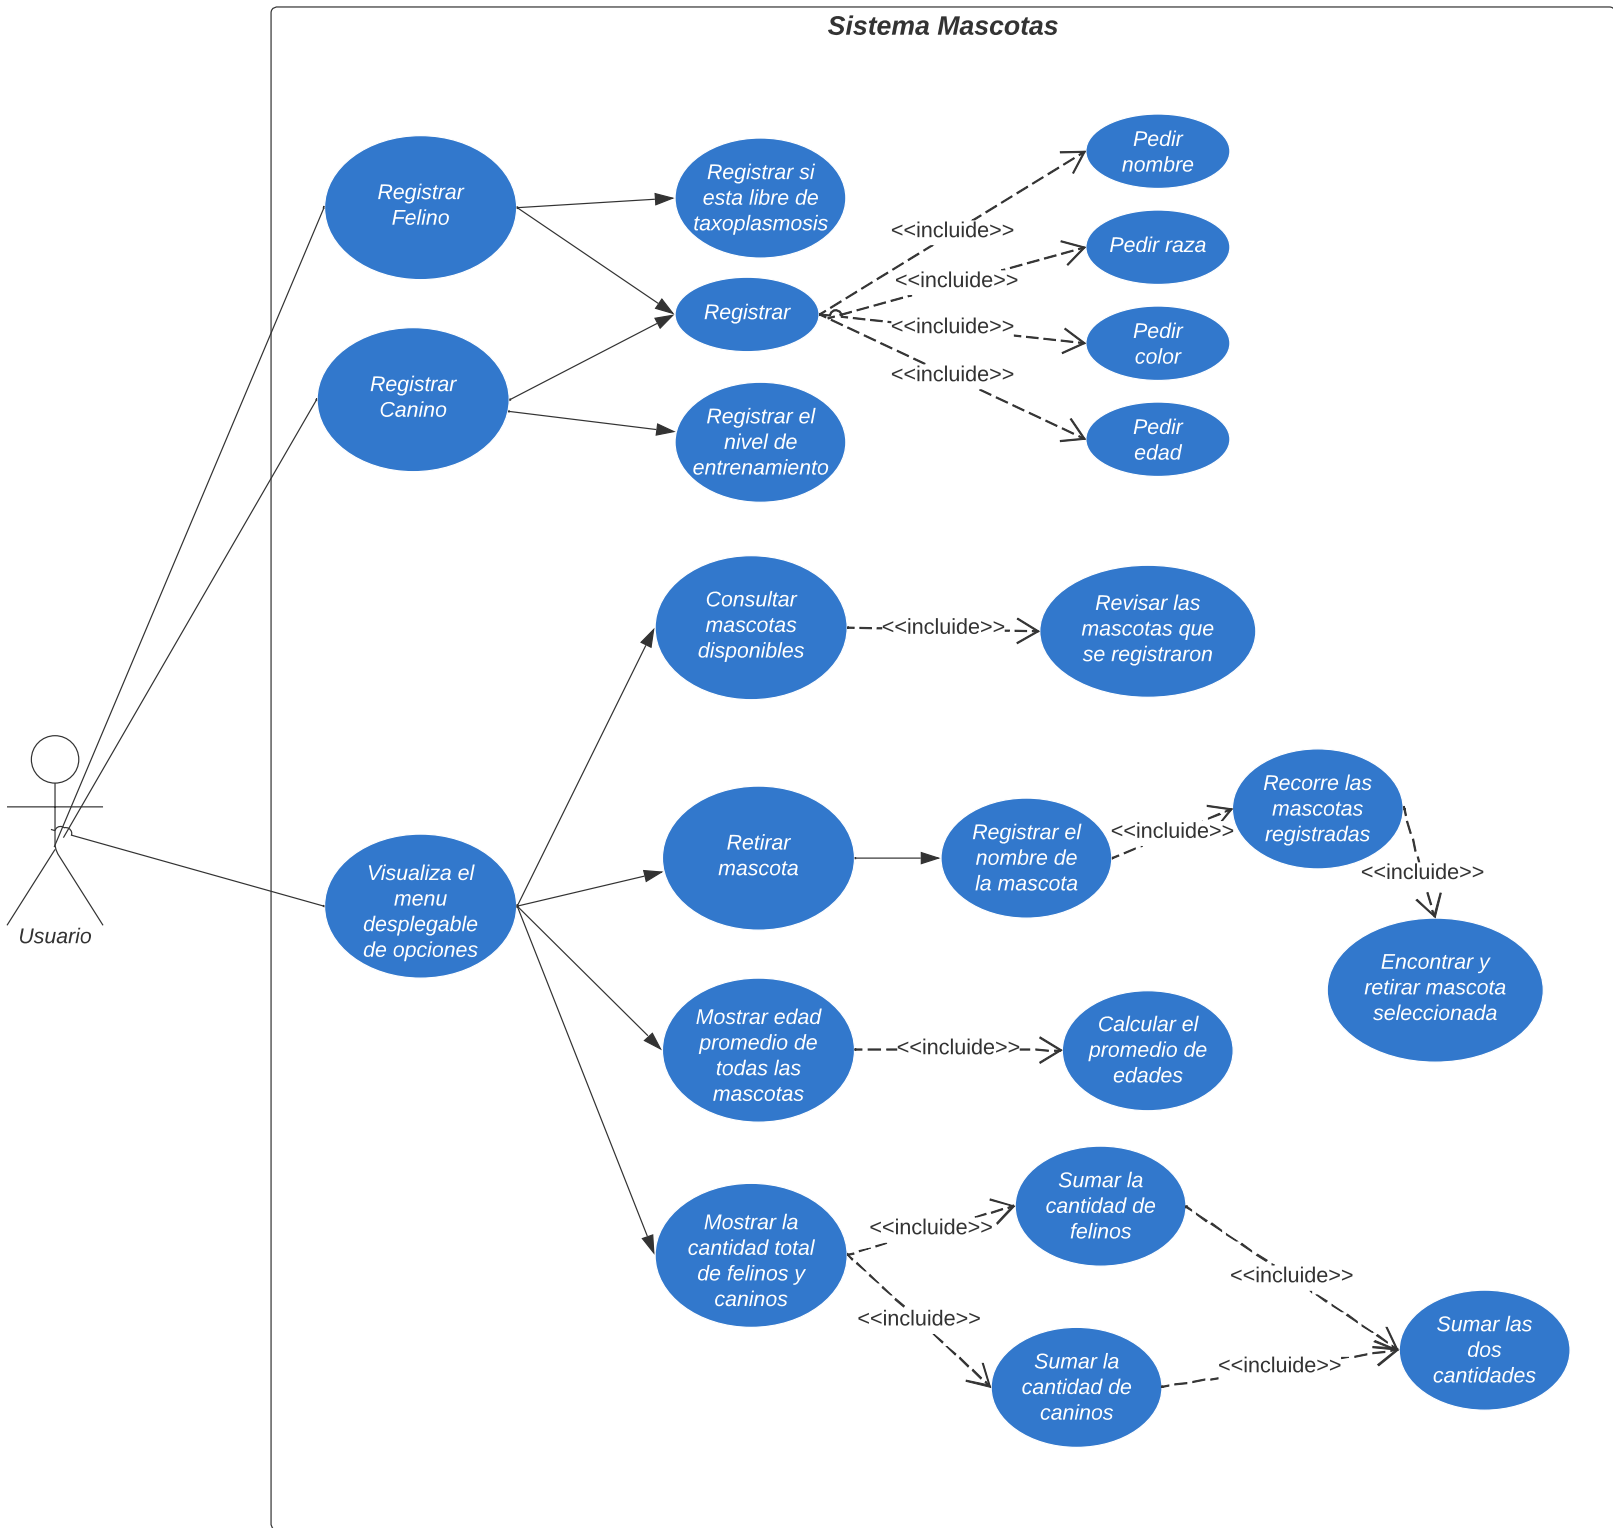 Sistema Mascotas
Registrar
Felino
Registrar si
esta libre de
taxoplasmosis
Registrar
Registrar
Canino
Registrar el
nivel de
entrenamiento
<<incluide>>
<<incluide>>
<<incluide>>
<<incluide>>
Pedir
nombre
Pedir raza
Pedir
color
Pedir
edad
Consultar
mascotas
disponibles
<<incluide>>
Revisar las
mascotas que
se registraron
Usuario
Visualiza el
menu
desplegable
de opciones
Retirar
mascota
Registrar el
nombre de
la mascota
<<incluide>>
Recorre las
mascotas
registradas
<<incluide>>
Encontrar y
retirar mascota
seleccionada
Mostrar edad
promedio de
todas las
mascotas
<<incluide>>
Calcular el
promedio de
edades
Mostrar la
cantidad total
de felinos y
caninos
<<incluide>>
<<incluide>>
Sumar la
cantidad de
felinos
Sumar la
cantidad de
caninos
<<incluide>>
<<incluide>>
Sumar las
dos
cantidades